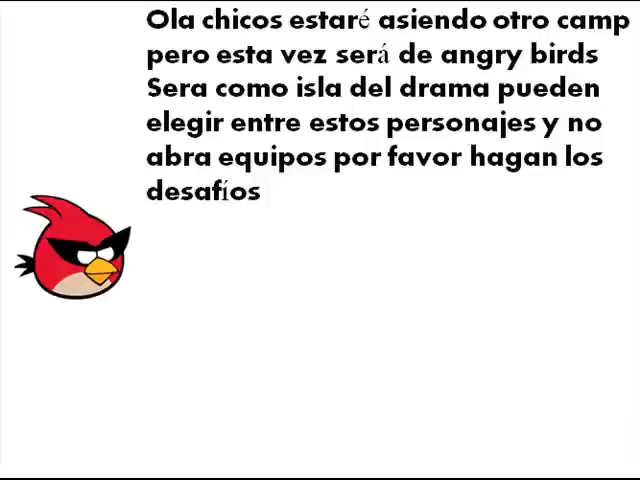 Ola chicos estaré asiendo otro camp
pero esta vez será de angry birds
Sera como isla del drama pueden
elegir entre estos personajes y no
abra equipos por favor hagan los
desafíos